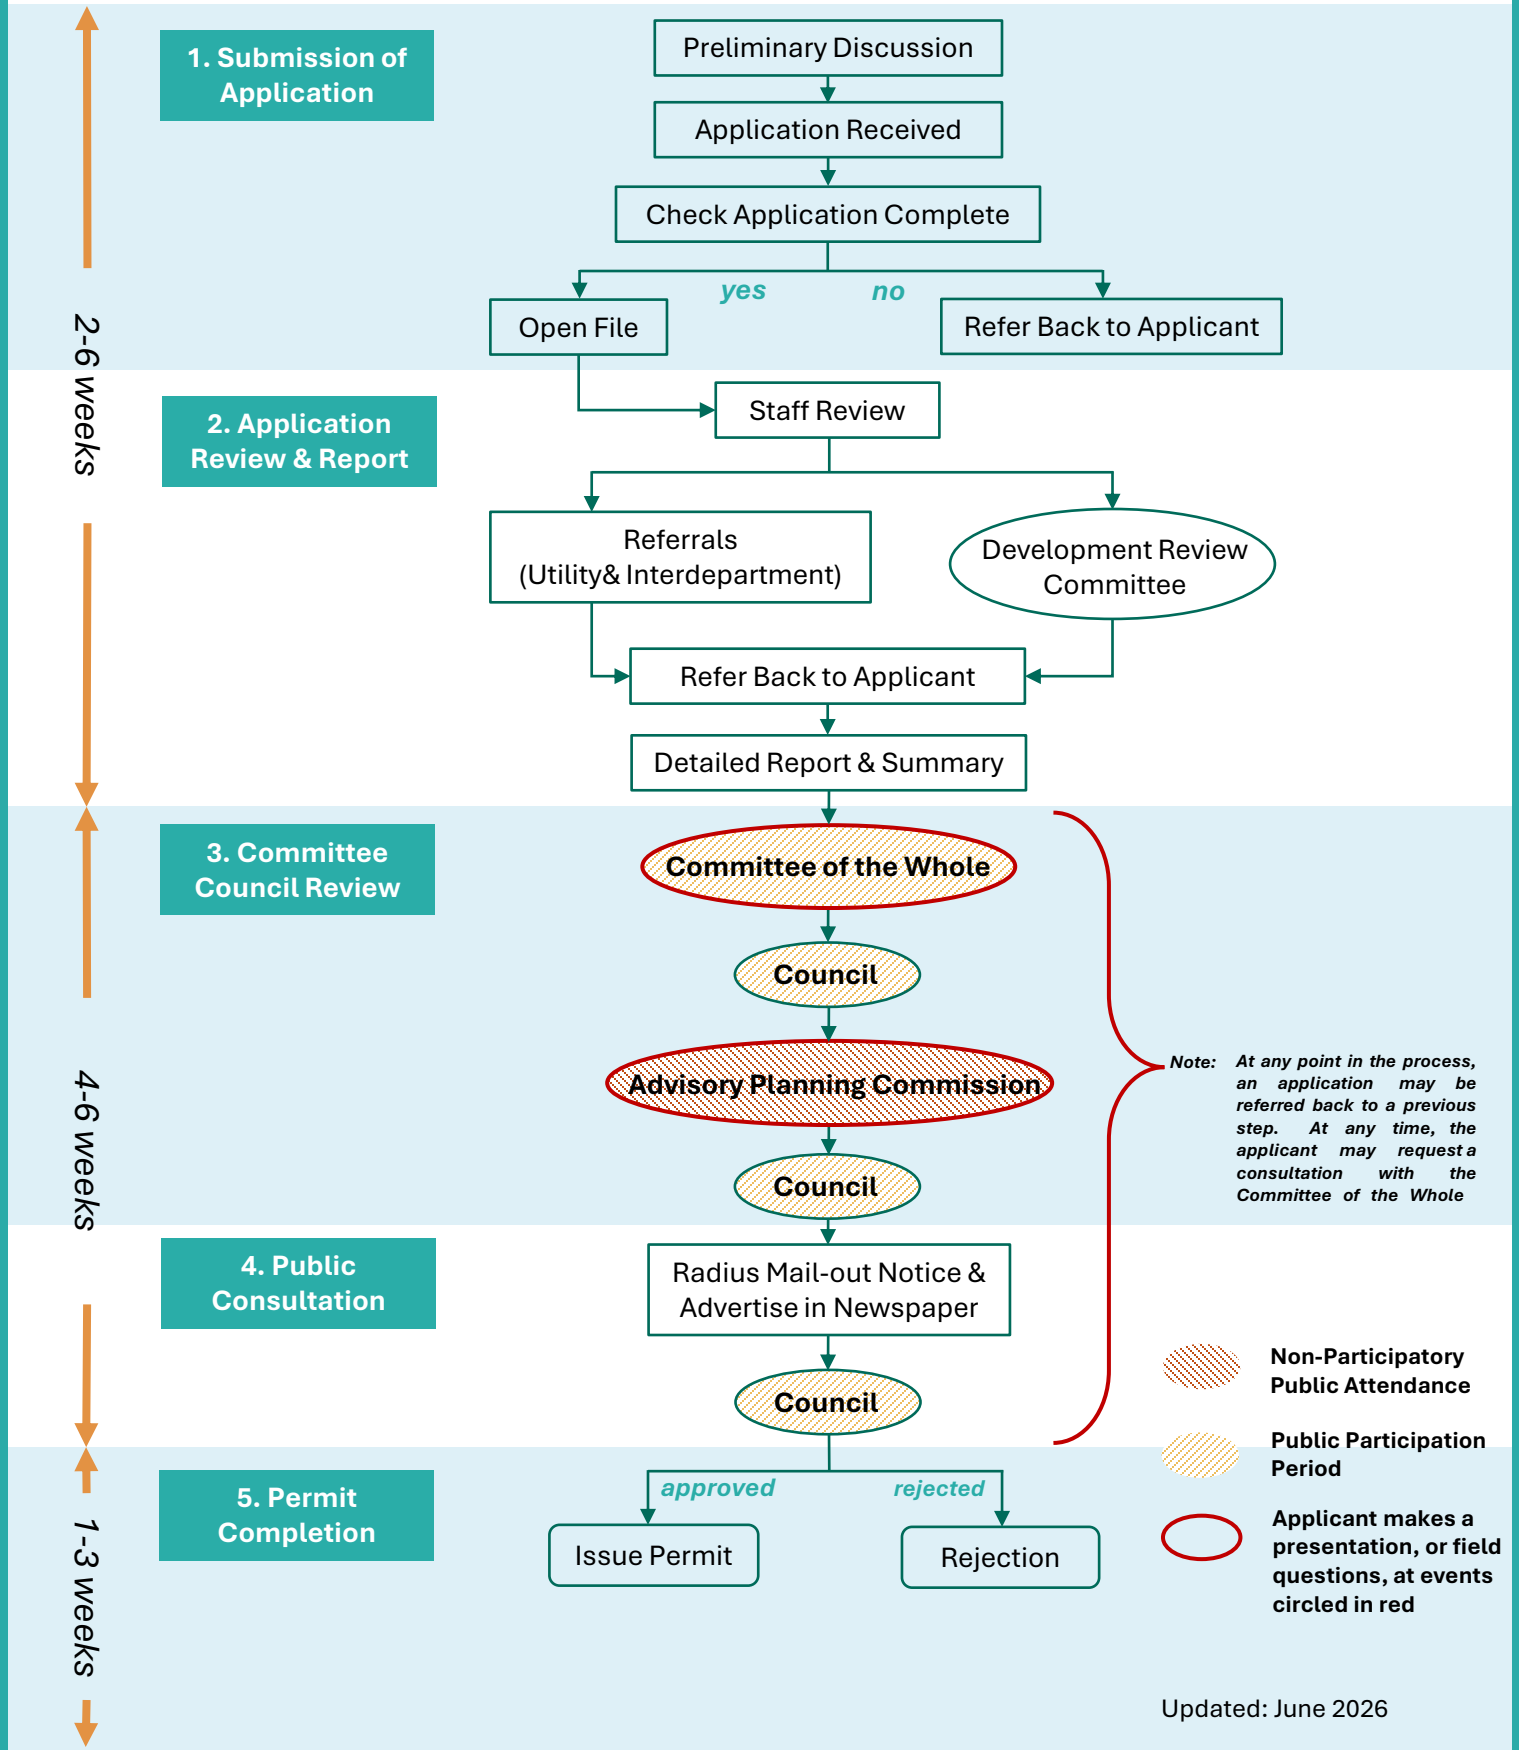 1. Submission of
Application
Preliminary Discussion
Application Received
Check Application Complete
yes
no
Open File
Refer Back to Applicant
2-6 weeks
2. Application
Review & Report
Staff Review
Referrals
(Utility& Interdepartment)
Development Review
Committee
Refer Back to Applicant
Detailed Report & Summary
3. Committee
Council Review
Committee of the Whole
Council
Advisory Planning Commission
Council
Note:
At any point in the process,
an application may be
referred back to a previous
step. At any time, the
applicant may request a
consultation with the
Committee of the Whole
4-6 weeks
4. Public
Consultation
Radius Mail-out Notice &
Advertise in Newspaper
Council
Non-Participatory
Public Attendance
Public Participation
Period
Applicant makes a
presentation, or field
questions, at events
circled in red
5. Permit
Completion
approved
rejected
Issue Permit
Rejection
1-3 weeks
Updated: June 2026